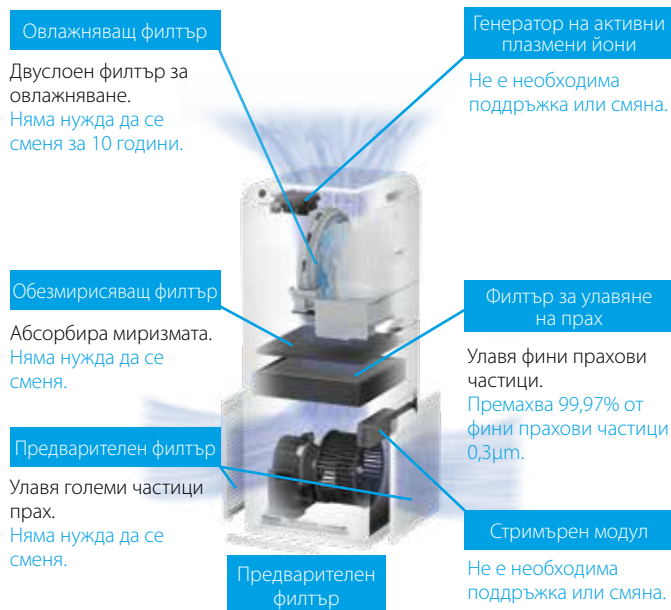 Овлажняващ филтър
Двуслоен филтър за
овлажняване.
Няма нужда да се
сменя за 10 години.
Генератор на активни
плазмени йони
Не е необходима
поддръжка или смяна.
Обезмирисяващ филтър
Абсорбира миризмата.
Няма нужда да се
сменя.
Филтър за улавяне
на прах
Улавя фини прахови
частици.
Премахва 99,97% от
фини прахови частици
0,3μm.
Предварителен филтър
Улавя големи частици
прах.
Няма нужда да се
сменя.
Стримърен модул
Не е необходима
поддръжка или смяна.
Предварителен
филтър